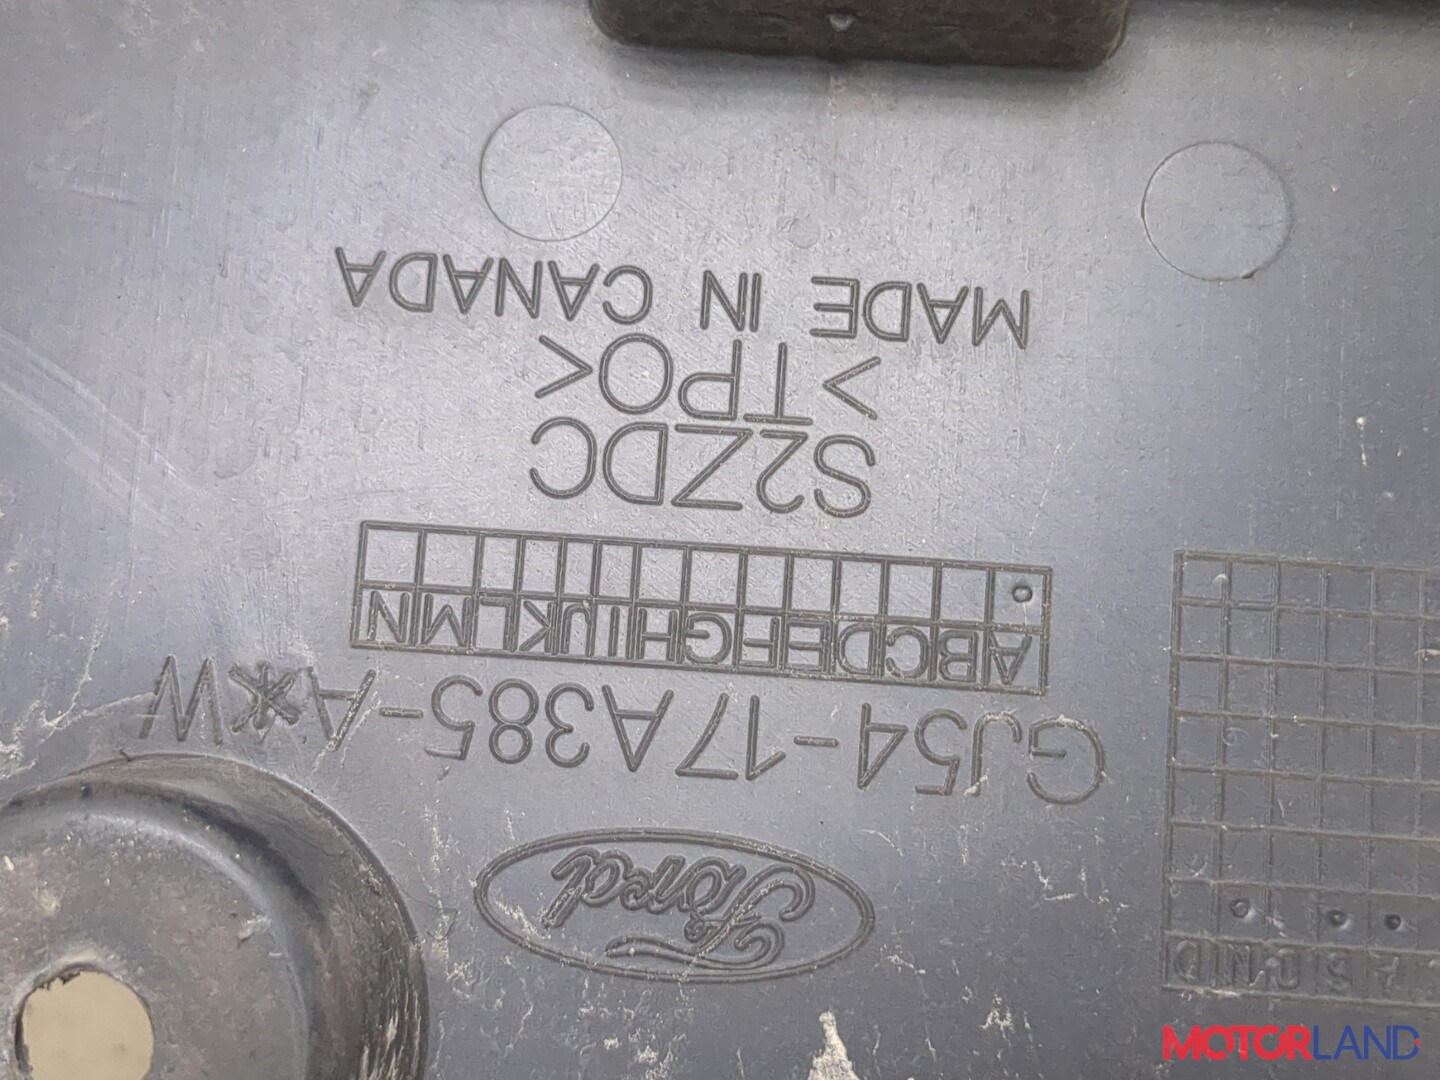 Ford
GJ54-17A385-A*W
ABCDEFGHIJKLMN
S2ZDC
>TPO<
MADE IN CANADA
A S O N D
MOTORLAND